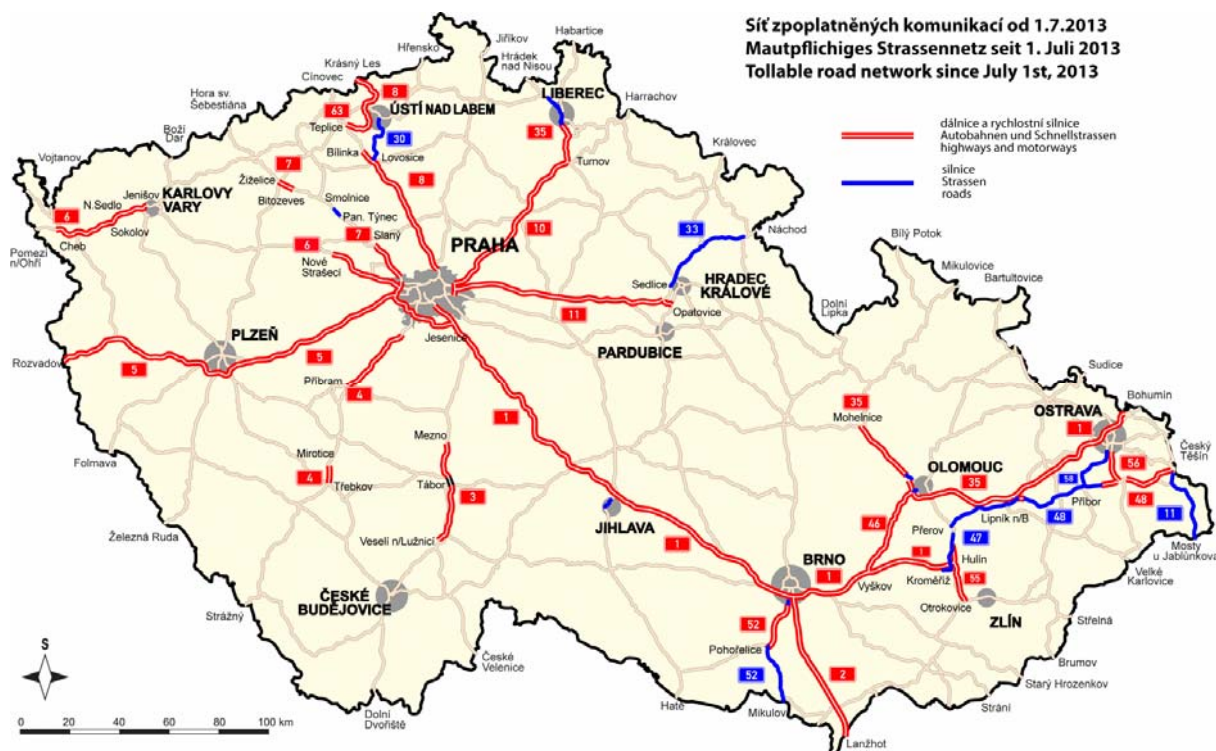 Síť zpoplatněných komunikací od 1.7.2013
Mautpflichiges Strassennetz seit 1. Juli 2013
Tollable road network since July 1st, 2013
dálnice a rychlostní silnice
Autobahnen und Schnellstrassen
highways and motorways
silnice
Strassen
roads
Habartice
Jiříkov
Hřensko
Hrádek
nad Nisou
Krásný Les
Cínovec
8
LIBEREC
Harrachov
Hora sv.
Šebestiána
63
ÚSTÍ NAD LABEM
Teplice
30
35
Boží
Dar
Bílinka
Lovosice
Turnov
Královec
Vojtanov
7
8
Žiželice
KARLOVY
VARY
Jenišov
N.Sedlo
Bitozeves
Smolnice
6
Sokolov
Pan. Týnec
7
Slaný
10
33
Náchod
Bílý Potok
Cheb
6
PRAHA
Pomezí
n/Ohří
Nové
Strašecí
Mikulovice
Sedlice
HRADEC
KRÁLOVÉ
Bartultovice
11
Opatovice
Dolní
Lipka
PLZEŇ
Jesenice
PARDUBICE
Rozvadov
5
5
Příbram
4
Sudice
35
Bohumín
Mohelnice
OSTRAVA
1
1
Mezno
Český
Těšín
Folmava
Mirotice
OLOMOUC
56
4
Třebkov
Tábor
35
58
3
Příbor
48
JIHLAVA
46
Lipník n/B
48
11
Přerov
Železná Ruda
Veselí n/Lužnicí
1
47
Mosty
u Jablůnkova
BRNO
1
Hulín
1
Vyškov
Kroměříž
Velké
Karlovice
55
ČESKÉ
BUDĚJOVICE
Otrokovice
Strážný
ZLÍN
Střelná
52
S
Pohořelice
České
Velenice
52
2
Brumov
Starý Hrozenkov
Strání
Dolní
Dvořiště
Hatě
Mikulov
0 20 40 60 80 100 km
Lanžhot